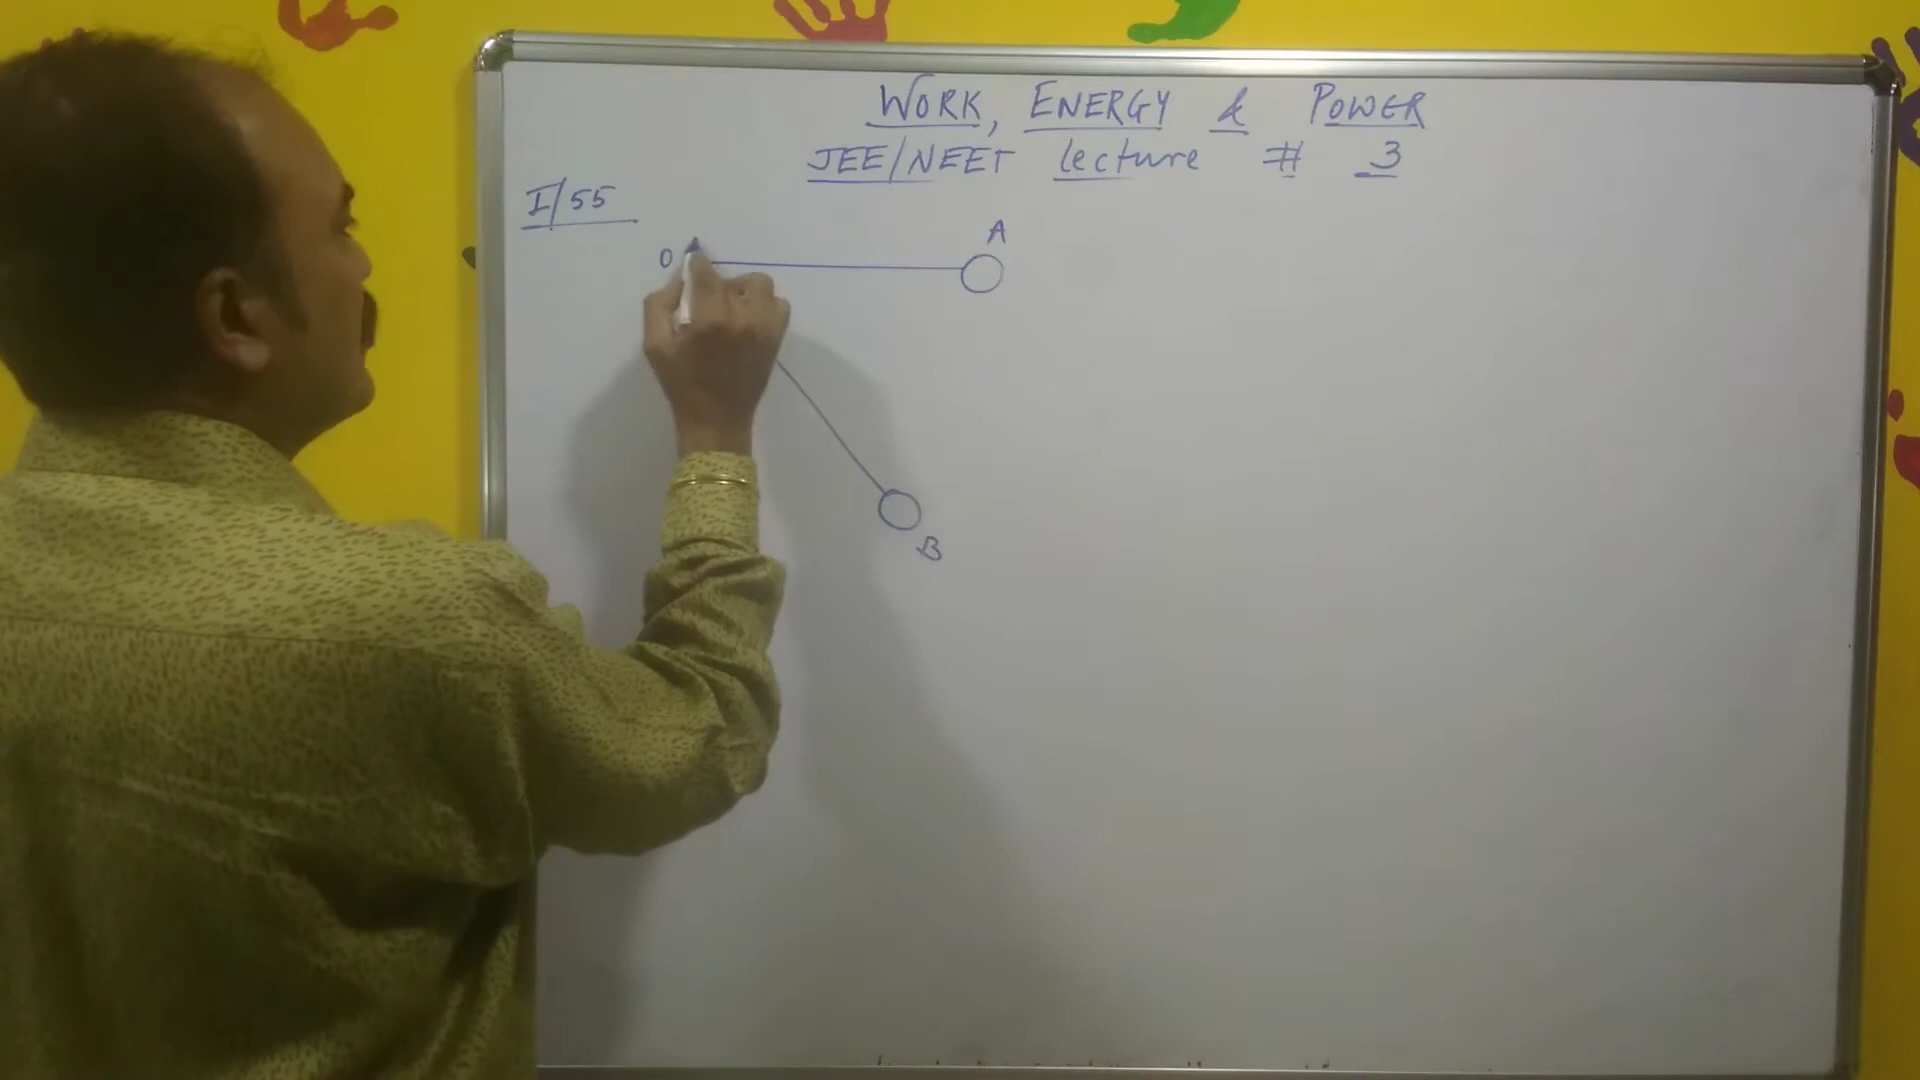 WORK, ENERGY & POWER
JEE/NEET Lecture # 3
I/55
O
A
B